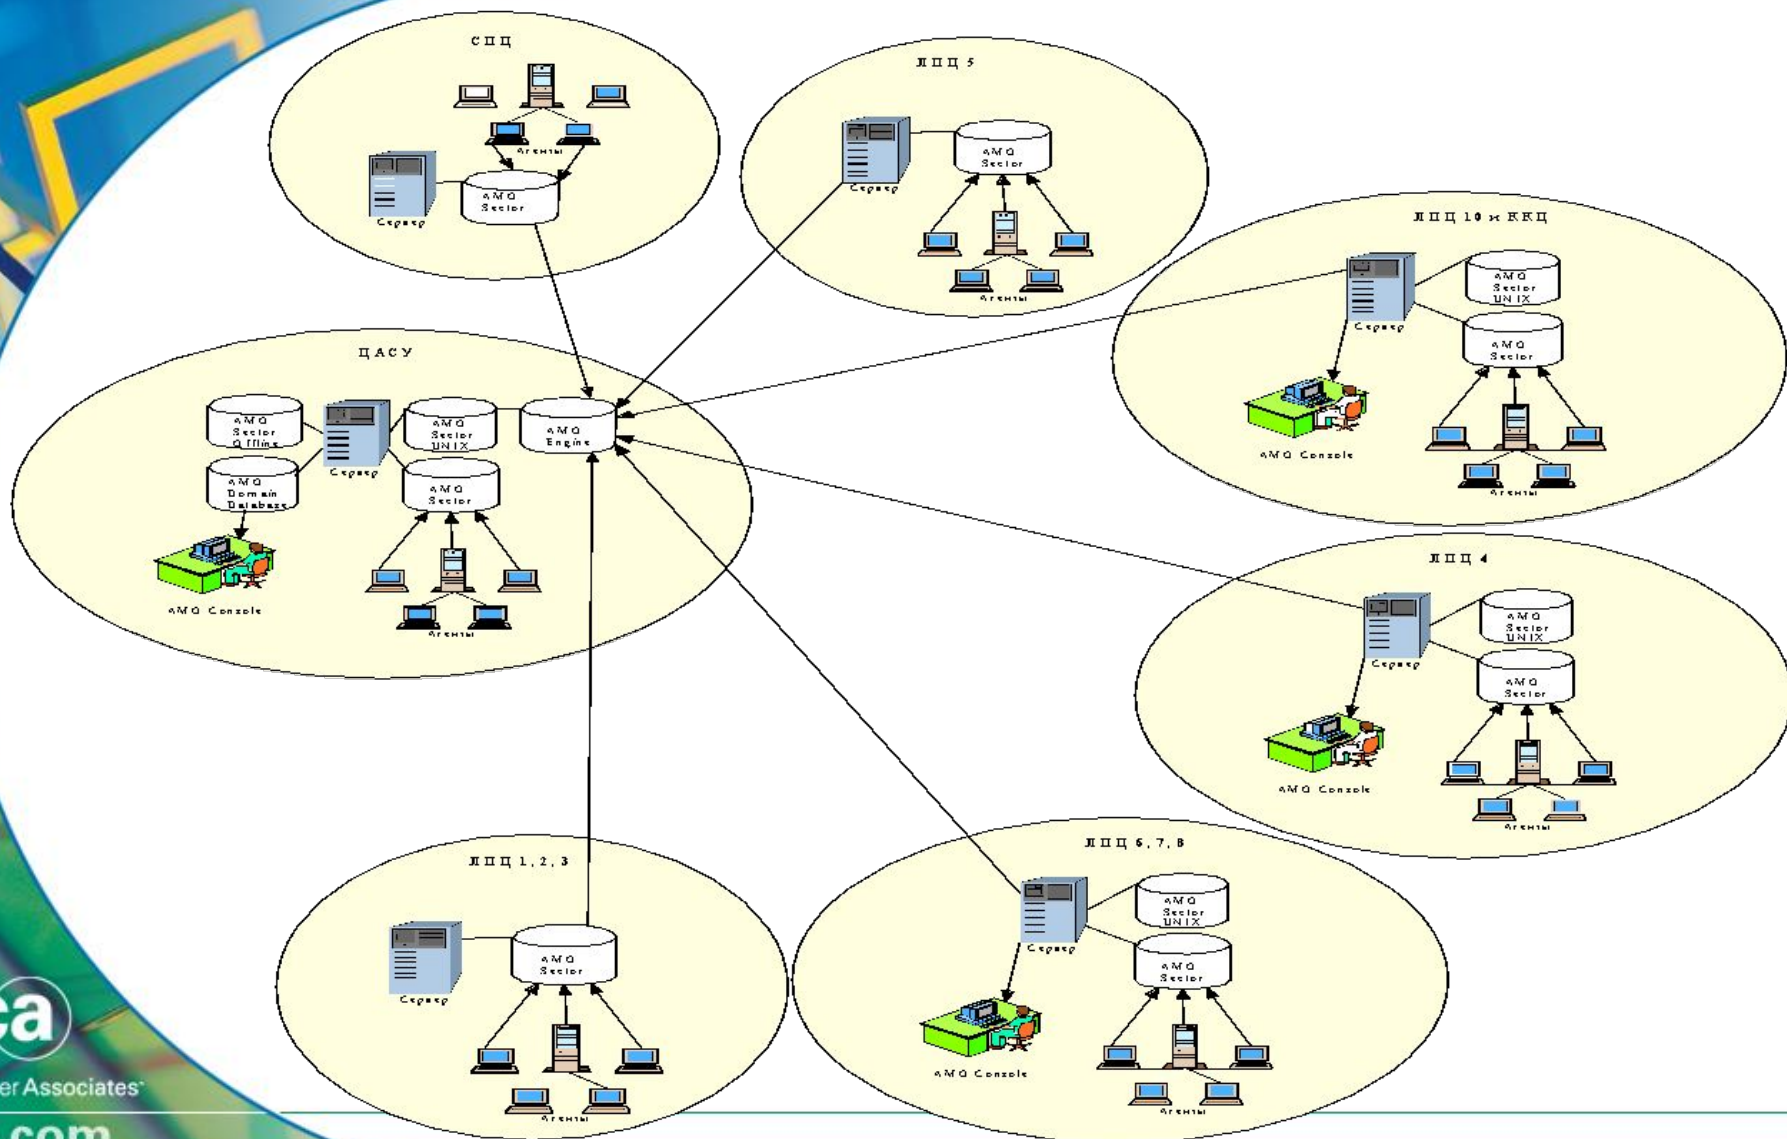 СПЦ
Агенты
AMO
Sector
Сервер
ЛПЦ 5
AMO
Sector
Сервер
Агенты
ЛПЦ 10 и ККЦ
AMO
Sector
UNIX
Сервер
AMO
Sector
AMO Console
Агенты
ЦАСУ
AMO
Sector
Offline
AMO
Sector
UNIX
AMO
Engine
Сервер
AMO
Domain
Database
AMO
Sector
AMO Console
Агенты
ЛПЦ 4
AMO
Sector
UNIX
Сервер
AMO
Sector
AMO Console
Агенты
ЛПЦ 1, 2, 3
AMO
Sector
Сервер
Агенты
ЛПЦ 6, 7, 8
AMO
Sector
UNIX
Сервер
AMO
Sector
AMO Console
Агенты
ca
er Associates
.com